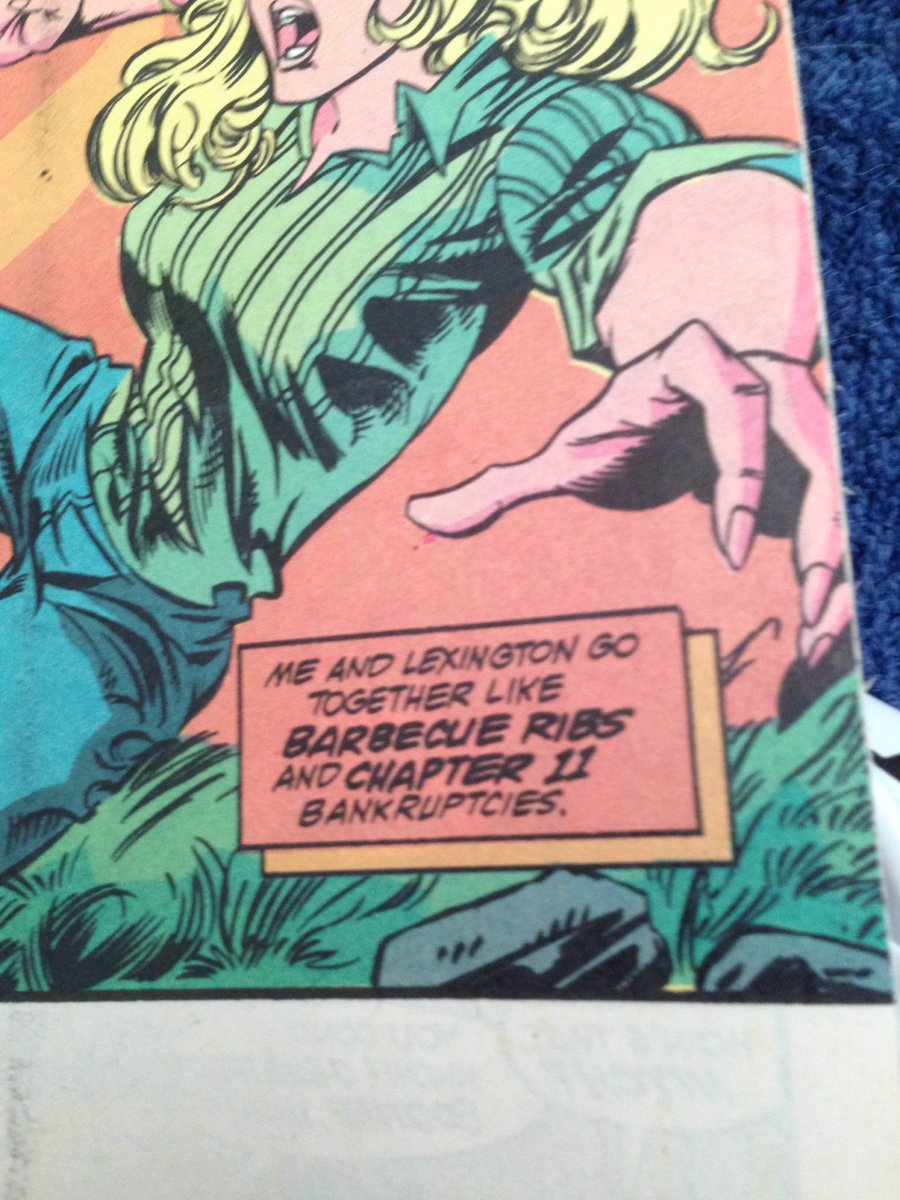 ME AND LEXINGTON GO
TOGETHER LIKE
BARBECUE RIBS
AND CHAPTER 11
BANKRUPTCIES.